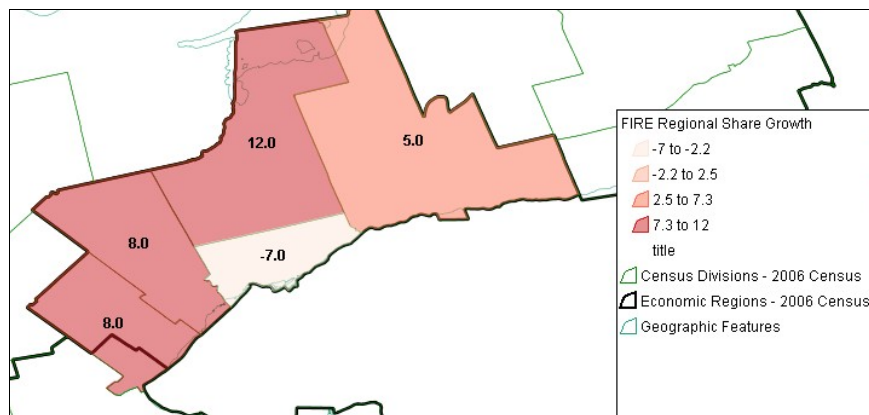 12.0
5.0
8.0
-7.0
8.0
FIRE Regional Share Growth
-7 to -2.2
-2.2 to 2.5
2.5 to 7.3
7.3 to 12
title
Census Divisions - 2006 Census
Economic Regions - 2006 Census
Geographic Features